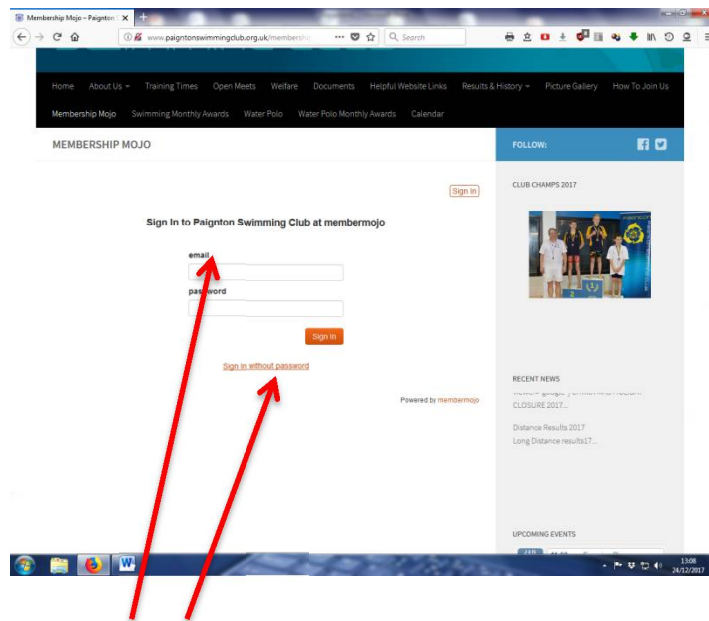 Membership Mojo – Paignton
www.paigntonswimmingclub.org.uk/membershi
Search
Home About Us Training Times Open Meets Welfare Documents Helpful Website Links Results & History Picture Gallery How To Join Us
Membership Mojo Swimming Monthly Awards Water Polo Water Polo Monthly Awards Calendar
MEMBERSHIP MOJO
FOLLOW:
Sign In
CLUB CHAMPS 2017
Sign In to Paignton Swimming Club at membermojo
email
password
Sign In
Sign in without password
Powered by membermojo
RECENT NEWS
CLOSURE 2017...
Distance Results 2017
Long Distance results17...
UPCOMING EVENTS
13:08
24/12/2017